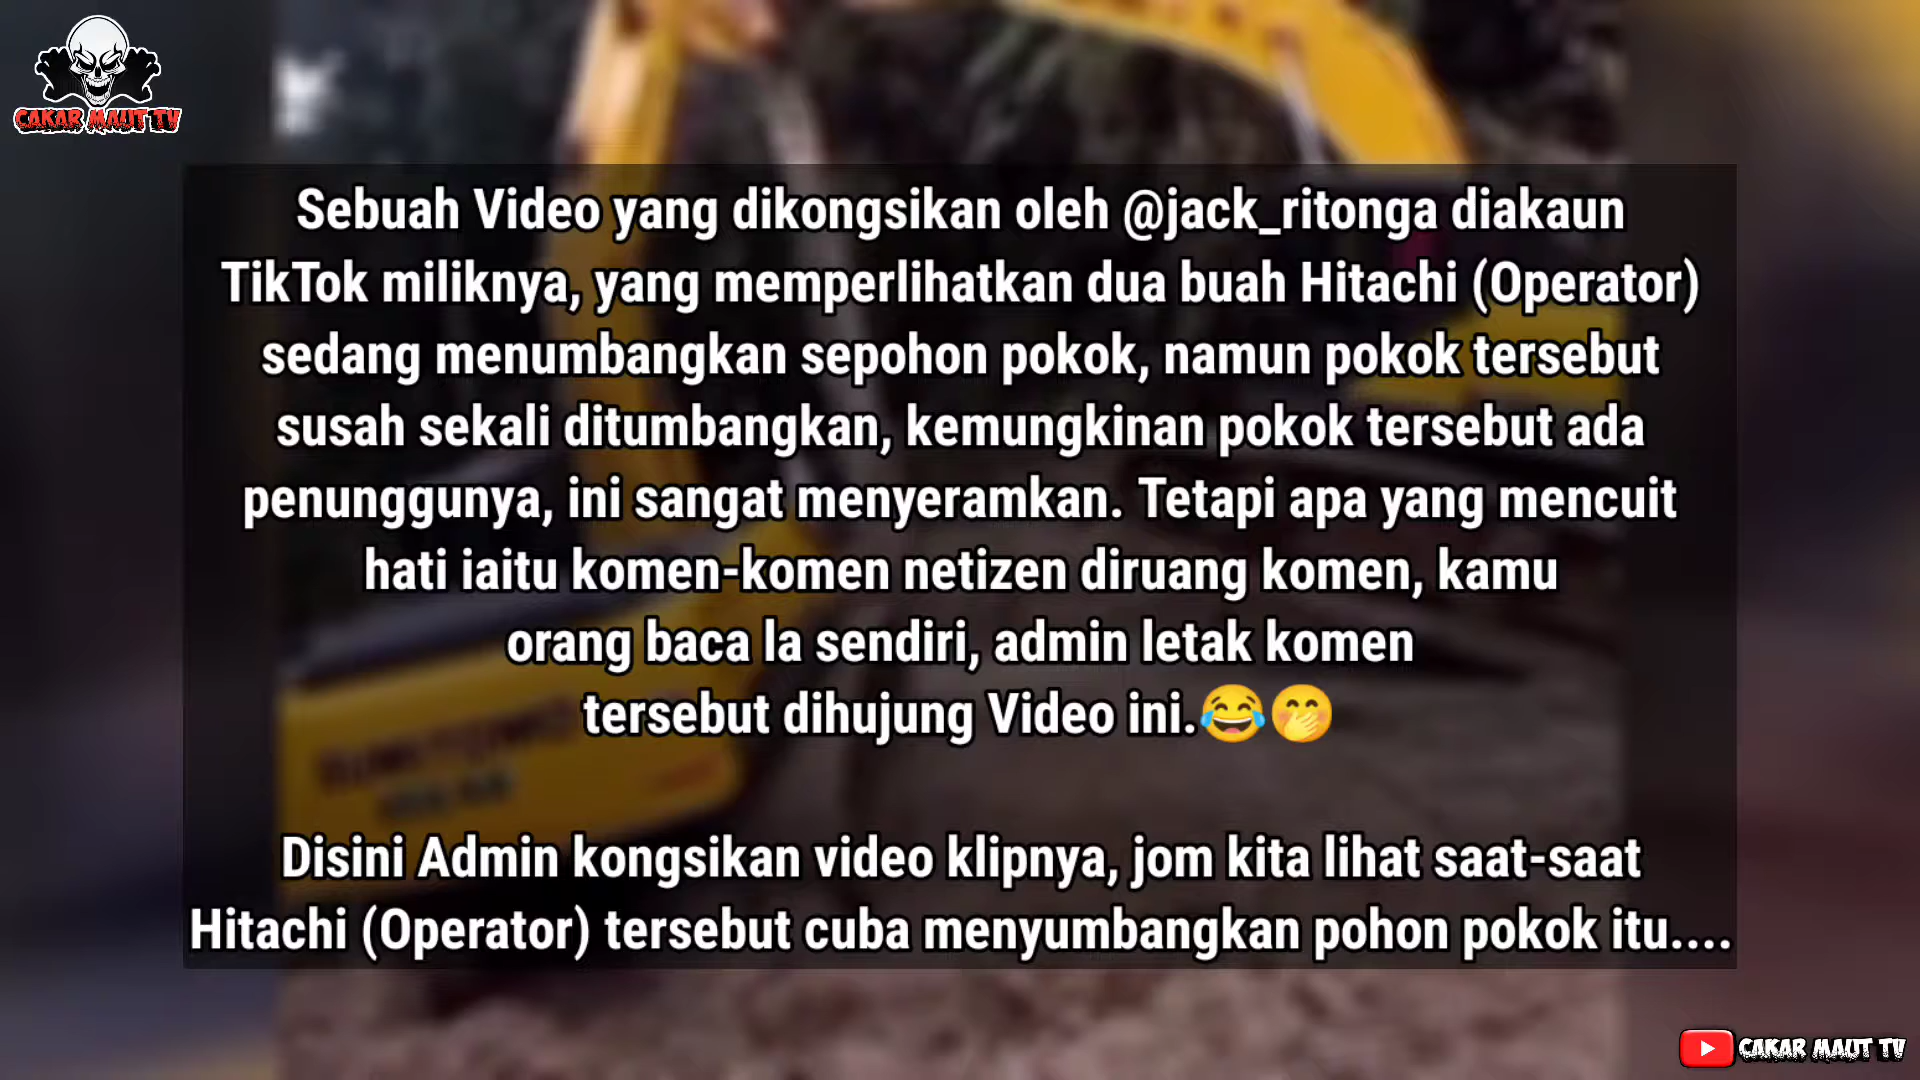 CAKAR MAUT TV
Sebuah Video yang dikongsikan oleh @jack_ritonga diakaun
TikTok miliknya, yang memperlihatkan dua buah Hitachi (Operator)
sedang menumbangkan sepohon pokok, namun pokok tersebut
susah sekali ditumbangkan, kemungkinan pokok tersebut ada
penunggunya, ini sangat menyeramkan. Tetapi apa yang mencuit
hati iaitu komen-komen netizen diruang komen, kamu
orang baca la sendiri, admin letak komen
tersebut dihujung Video ini.😂🤭
Disini Admin kongsikan video klipnya, jom kita lihat saat-saat
Hitachi (Operator) tersebut cuba menyumbangkan pohon pokok itu....
CAKAR MAUT TV